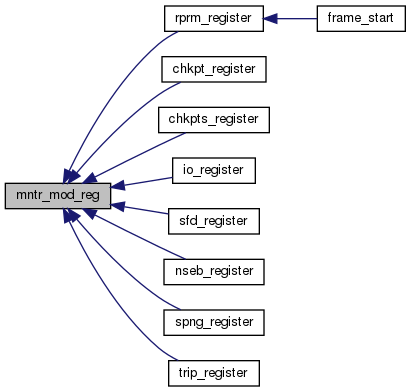 rprm_register
frame_start
chkpt_register
chkpts_register
io_register
mntr_mod_reg
sfd_register
nseb_register
spng_register
trip_register